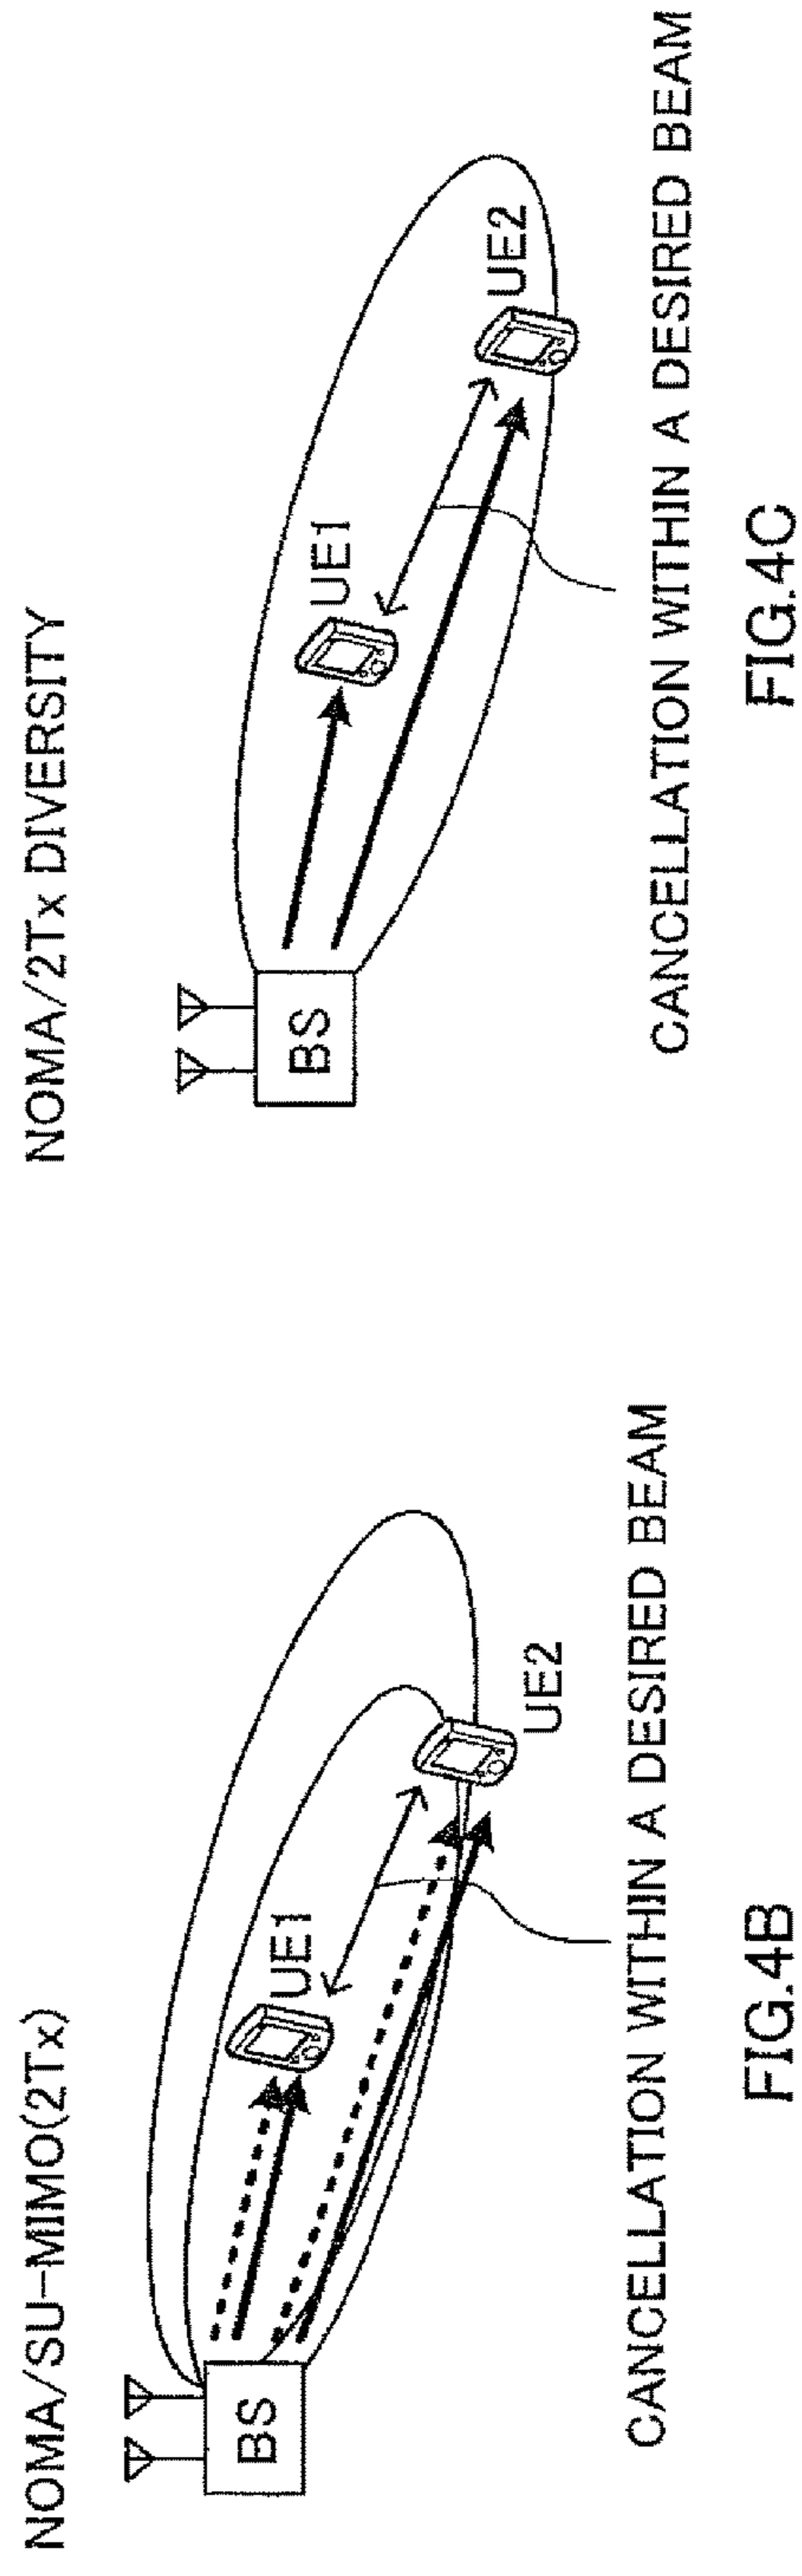 NOMA/SU-MIMO(2Tx)
BS
UE1
UE2
CANCELLATION WITHIN A DESIRED BEAM
FIG.4B
NOMA/2Tx DIVERSITY
BS
UE1
UE2
CANCELLATION WITHIN A DESIRED BEAM
FIG.4C